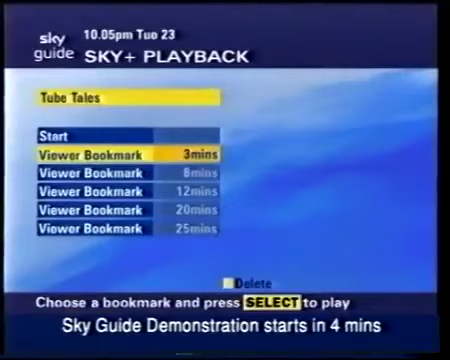 10.05pm Tue 23
sky guide SKY+ PLAYBACK
Tube Tales
Start
Viewer Bookmark 3mins
Viewer Bookmark 8mins
Viewer Bookmark 12mins
Viewer Bookmark 20mins
Viewer Bookmark 25mins
Delete
Choose a bookmark and press SELECT to play
Sky Guide Demonstration starts in 4 mins